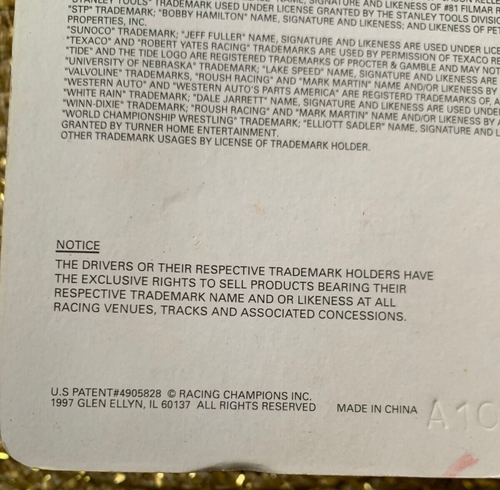 "STANLEY TOOLS" TRADEMARK USED UNDER LICENSE GRANTED BY THE STANLEY TOOLS DIVISI
"STP" TRADEMARK; "BOBBY HAMILTON" NAME, SIGNATURE AND LIKENESS; AND LIKENESS OF PET
PROPERTIES, INC.
"SUNOCO" TRADEMARK; "JEFF FULLER" NAME, SIGNATURE AND LIKENESS ARE USED UNDER LICE
"TEXACO" AND "ROBERT YATES RACING" TRADEMARKS ARE USED BY PERMISSION OF TEXACO RE
"TIDE" AND THE TIDE LOGO ARE REGISTERED TRADEMARKS OF PROCTER & GAMBLE AND MAY NOT
"UNIVERSITY OF NEBRASKA" TRADEMARK; "LAKE SPEED" NAME, SIGNATURE AND LIKENESS ARE
"VALVOLINE" TRADEMARKS, "ROUSH RACING" AND "MARK MARTIN" NAME AND/OR LIKENESS BY
"WESTERN AUTO" AND "WESTERN AUTO'S PARTS AMERICA" ARE REGISTERD TRADEMARKS OF,
"WHITE RAIN" TRADEMARK; "DALE JARRETT" NAME, SIGNATURE AND LIKENESS ARE USED UNDE
"WINN-DIXIE" TRADEMARK; "ROUSH RACING" AND "MARK MARTIN" NAME AND/OR LIKENESS BY
"WORLD CHAMPIONSHIP WRESTLING" TRADEMARK; "ELLIOTT SADLER" NAME, SIGNATURE AND L
GRANTED BY TURNER HOME ENTERTAINMENT.
OTHER TRADEMARK USAGES BY LICENSE OF TRADEMARK HOLDER.
NOTICE
THE DRIVERS OR THEIR RESPECTIVE TRADEMARK HOLDERS HAVE
THE EXCLUSIVE RIGHTS TO SELL PRODUCTS BEARING THEIR
RESPECTIVE TRADEMARK NAME AND OR LIKENESS AT ALL
RACING VENUES, TRACKS AND ASSOCIATED CONCESSIONS.
U.S PATENT#4905828 © RACING CHAMPIONS INC.
1997 GLEN ELLYN, IL 60137 ALL RIGHTS RESERVED MADE IN CHINA
A10